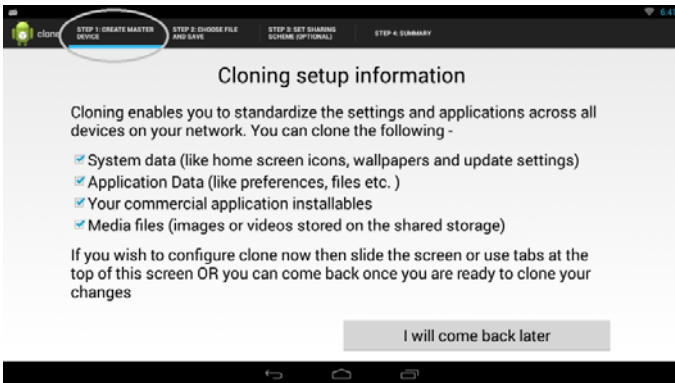 6:41
clone
STEP 1: CREATE MASTER
DEVICE
STEP 2: CHOOSE FILE
AND SAVE
STEP 3: SET SHARING
SCHEME (OPTIONAL)
STEP 4: SUMMARY
Cloning setup information
Cloning enables you to standardize the settings and applications across all
devices on your network. You can clone the following -
System data (like home screen icons, wallpapers and update settings)
Application Data (like preferences, files etc. )
Your commercial application installables
Media files (images or videos stored on the shared storage)
If you wish to configure clone now then slide the screen or use tabs at the
top of this screen OR you can come back once you are ready to clone your
changes
I will come back later